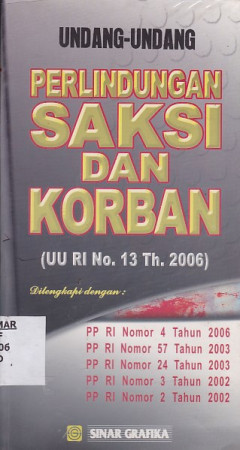 UNDANG-UNDANG
PERLINDUNGAN
SAKSI
DAN
KORBAN
(UU RI No. 13 Th. 2006)
Dilengkapi dengan :
PP RI Nomor 4 Tahun 2006
PP RI Nomor 57 Tahun 2003
PP RI Nomor 24 Tahun 2003
PP RI Nomor 3 Tahun 2002
PP RI Nomor 2 Tahun 2002
SINAR GRAFIKA